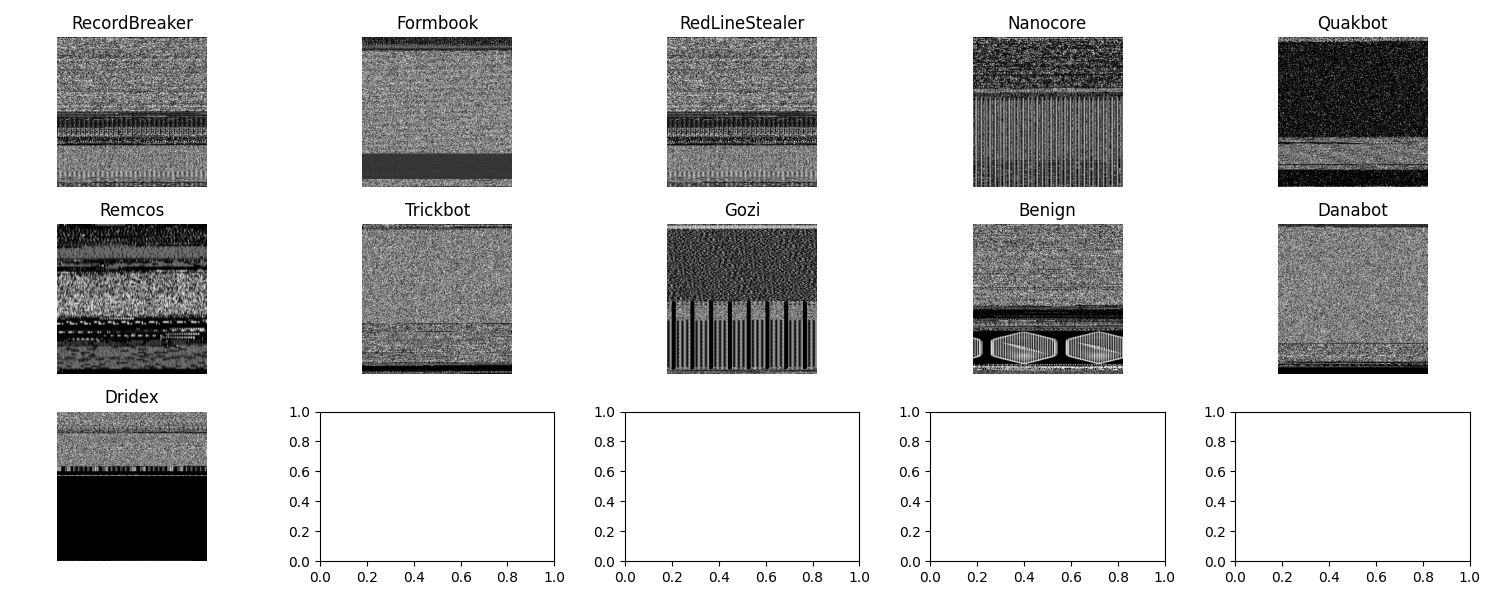 RecordBreaker Formbook RedLineStealer Nanocore Quakbot
Remcos Trickbot Gozi Benign Danabot
Dridex
1.0 1.0 1.0 1.0
0.8 0.8 0.8 0.8
0.6 0.6 0.6 0.6
0.4 0.4 0.4 0.4
0.2 0.2 0.2 0.2
0.0 0.0 0.0 0.0
0.0 0.2 0.4 0.6 0.8 1.0 0.0 0.2 0.4 0.6 0.8 1.0 0.0 0.2 0.4 0.6 0.8 1.0 0.0 0.2 0.4 0.6 0.8 1.0